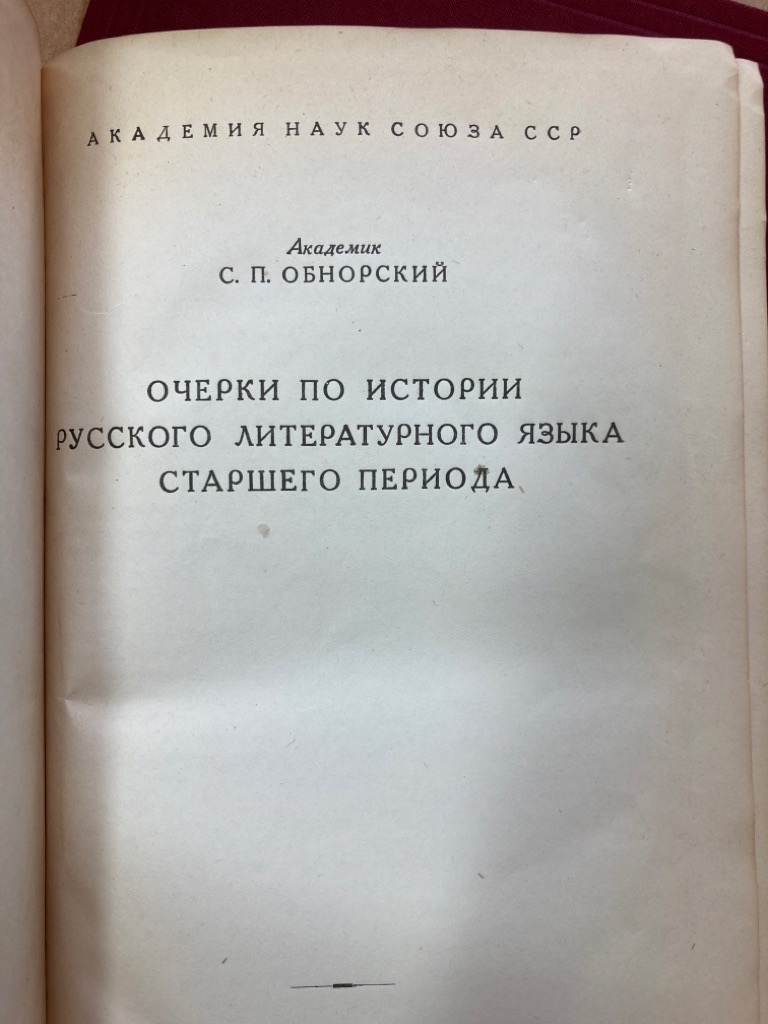 АКАДЕМИЯ НАУК СОЮЗА ССР
Академик
С. П. ОБНОРСКИЙ
ОЧЕРКИ ПО ИСТОРИИ
РУССКОГО ЛИТЕРАТУРНОГО ЯЗЫКА
СТАРШЕГО ПЕРИОДА